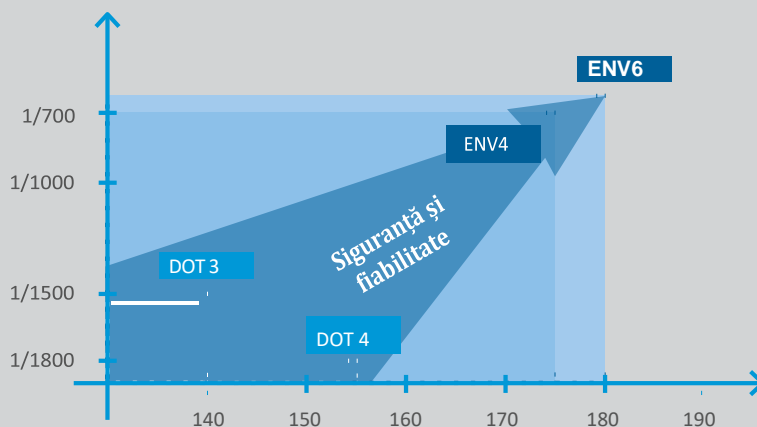 ENV6
1/700
ENV4
1/1000
Siguranță și
fiabilitate
DOT 3
1/1500
DOT 4
1/1800
140 150 160 170 180 190